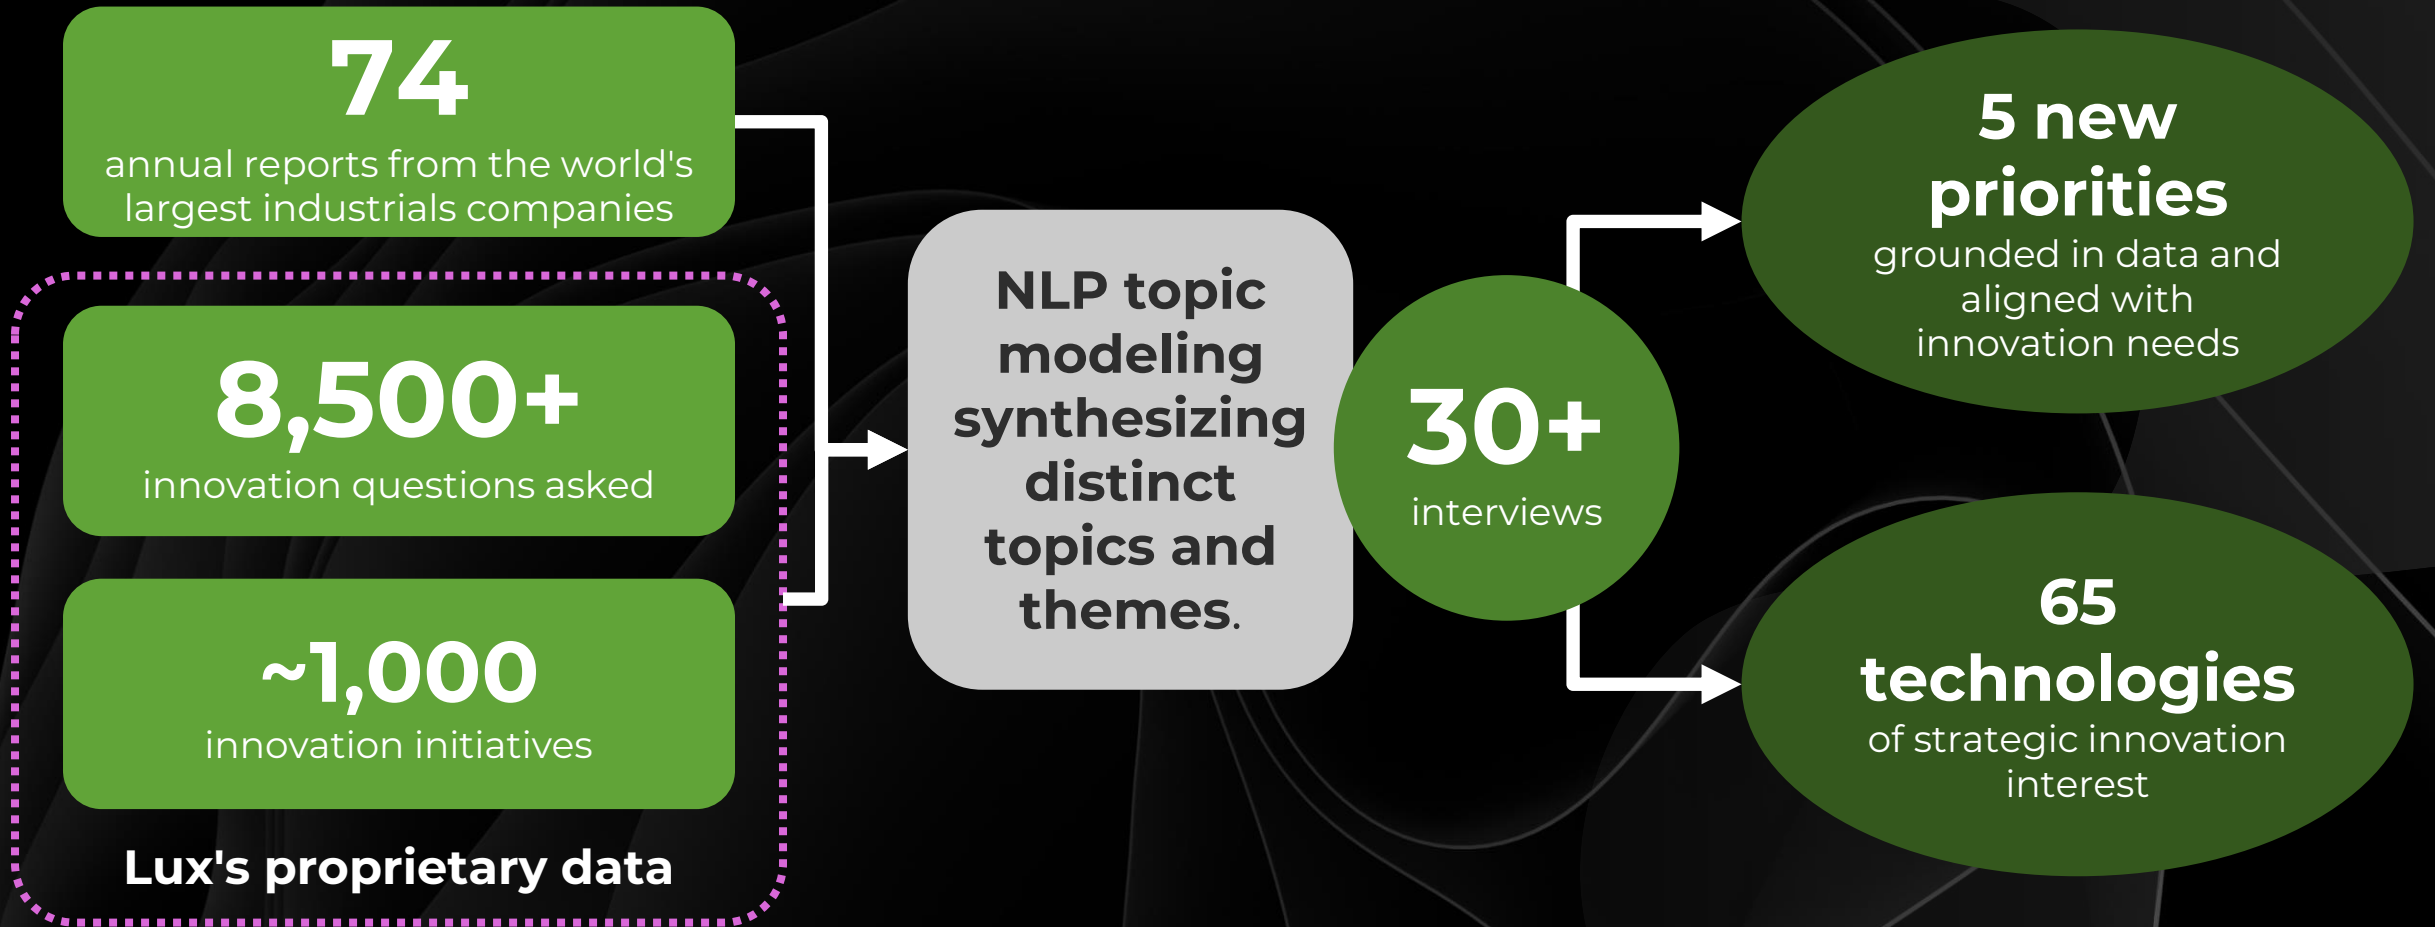 74
annual reports from the world's
largest industrials companies
8,500+
innovation questions asked
~1,000
innovation initiatives
Lux's proprietary data
NLP topic
modeling
synthesizing
distinct
topics and
themes.
30+
interviews
5 new
priorities
grounded in data and
aligned with
innovation needs
65
technologies
of strategic innovation
interest